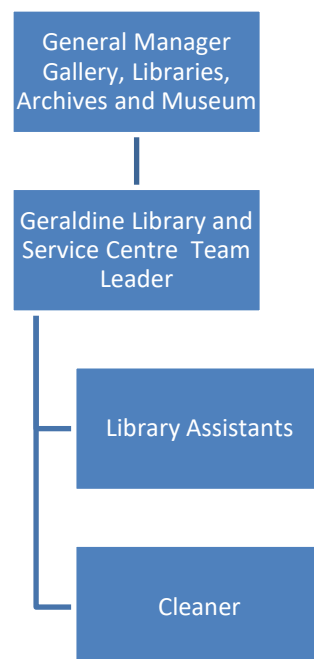 General Manager
Gallery, Libraries,
Archives and Museum
Geraldine Library and
Service Centre  Team
Leader
Library Assistants
Cleaner